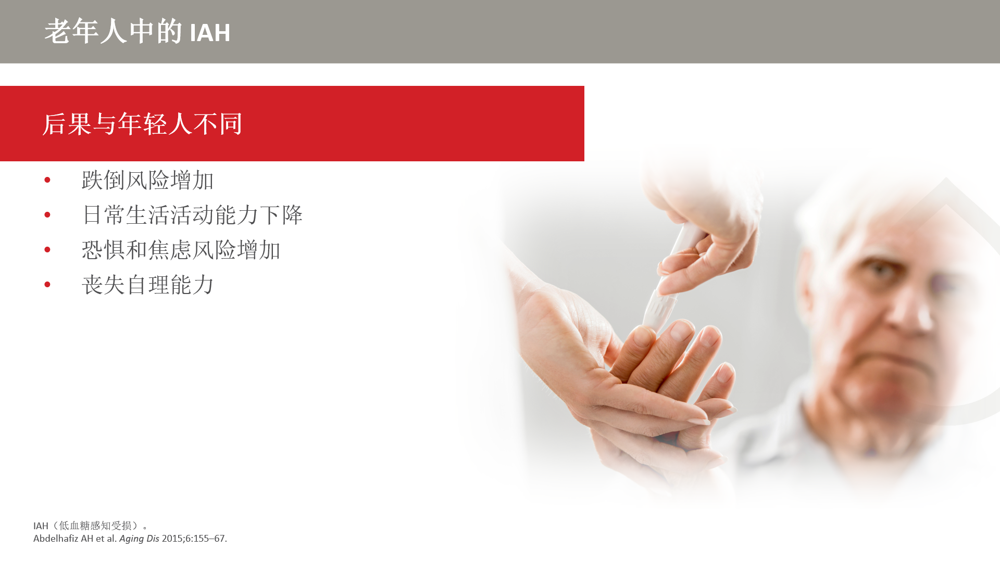 老年人中的 IAH
后果与年轻人不同
• 跌倒风险增加
• 日常生活活动能力下降
• 恐惧和焦虑风险增加
• 丧失自理能力
IAH（低血糖感知受损）。
Abdelhafiz AH et al. Aging Dis 2015;6:155–67.